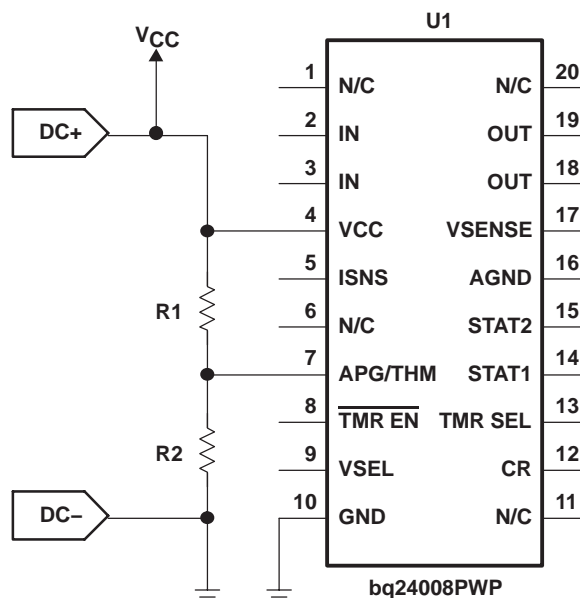 U1
VCC
1 N/C N/C 20
DC+
2 IN OUT 19
3 IN OUT 18
4 VCC VSENSE 17
5 ISNS AGND 16
R1
6 N/C STAT2 15
7 APG/THM STAT1 14
8 TMR EN TMR SEL 13
R2
9 VSEL CR 12
DC−
10 GND N/C 11
bq24008PWP